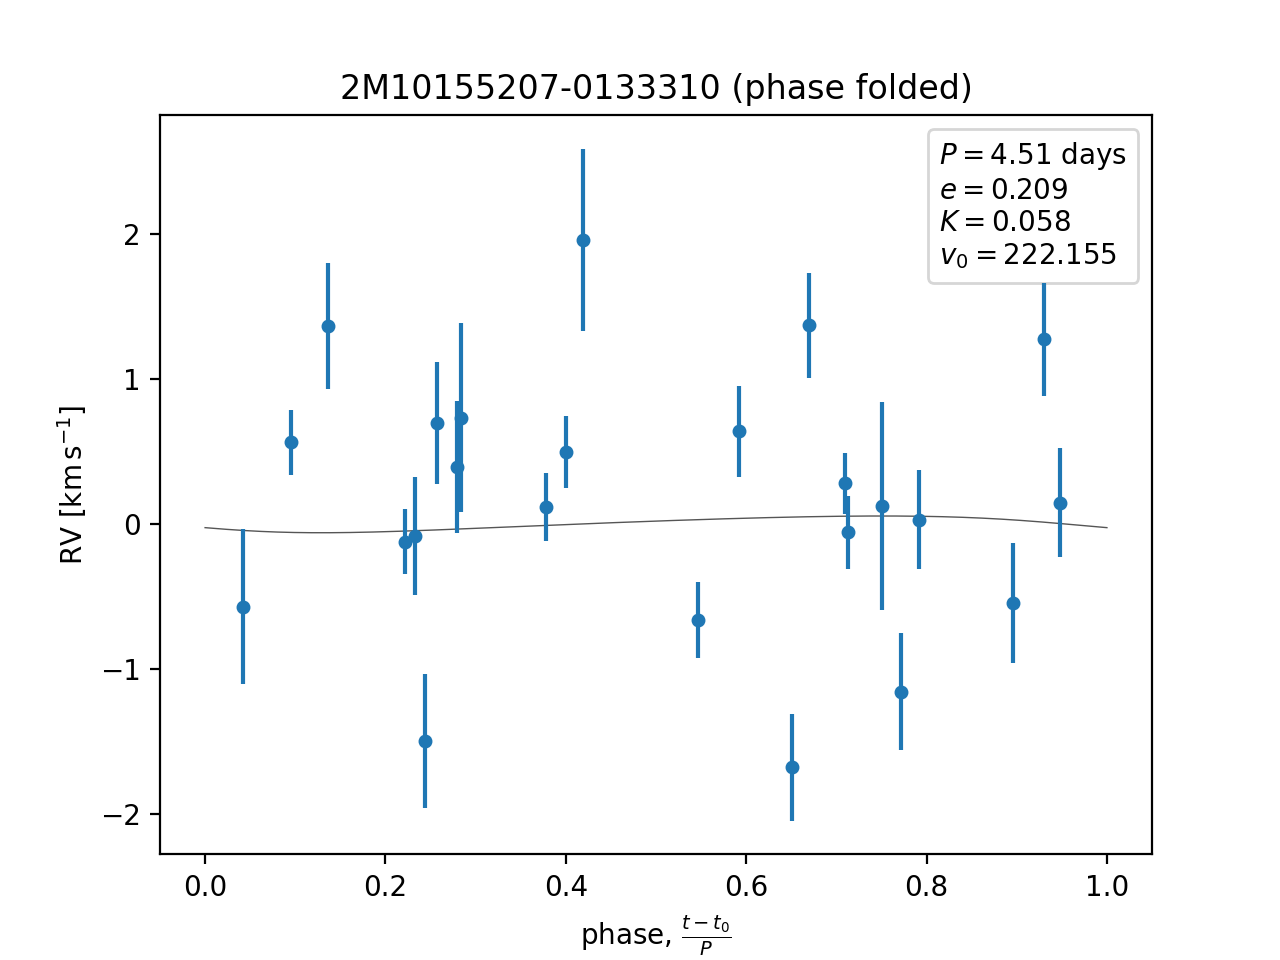 2M10155207-0133310 (phase folded)
P = 4.51 days
e = 0.209
K = 0.058
v₀ = 222.155
RV [km s⁻¹]
2
1
0
−1
−2
0.0 0.2 0.4 0.6 0.8 1.0
phase, (t − t₀)/P